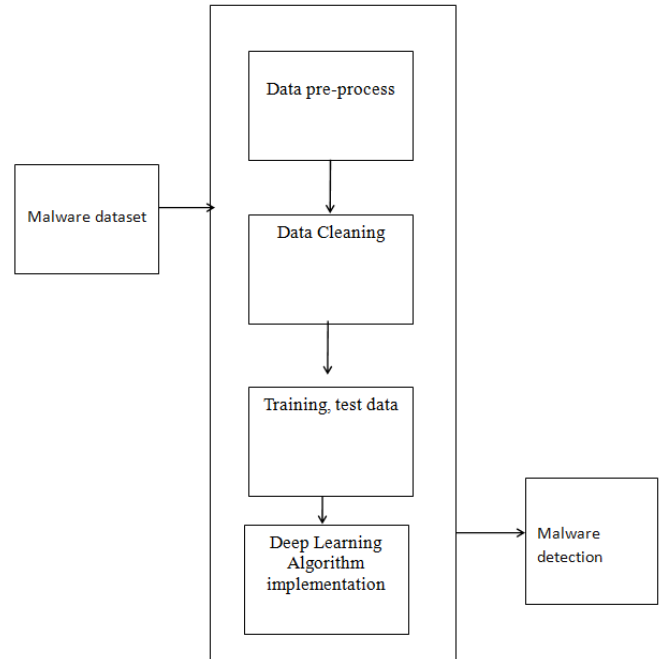 Data pre-process
Malware dataset
Data Cleaning
Training, test data
Deep Learning
Algorithm
implementation
Malware
detection